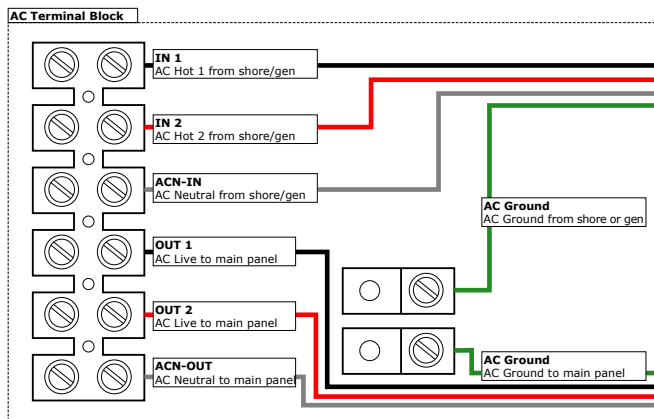 AC Terminal Block
IN 1
AC Hot 1 from shore/gen
IN 2
AC Hot 2 from shore/gen
ACN-IN
AC Neutral from shore/gen
AC Ground
AC Ground from shore or gen
OUT 1
AC Live to main panel
OUT 2
AC Live to main panel
ACN-OUT
AC Neutral to main panel
AC Ground
AC Ground to main panel